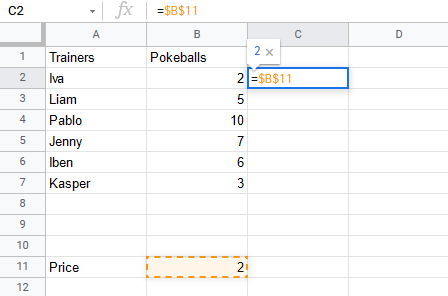 C2 fx =$B$11
A B C D
1 Trainers Pokeballs 2 ×
2 Iva 2 =$B$11
3 Liam 5
4 Pablo 10
5 Jenny 7
6 Iben 6
7 Kasper 3
8
9
10
11 Price 2
12